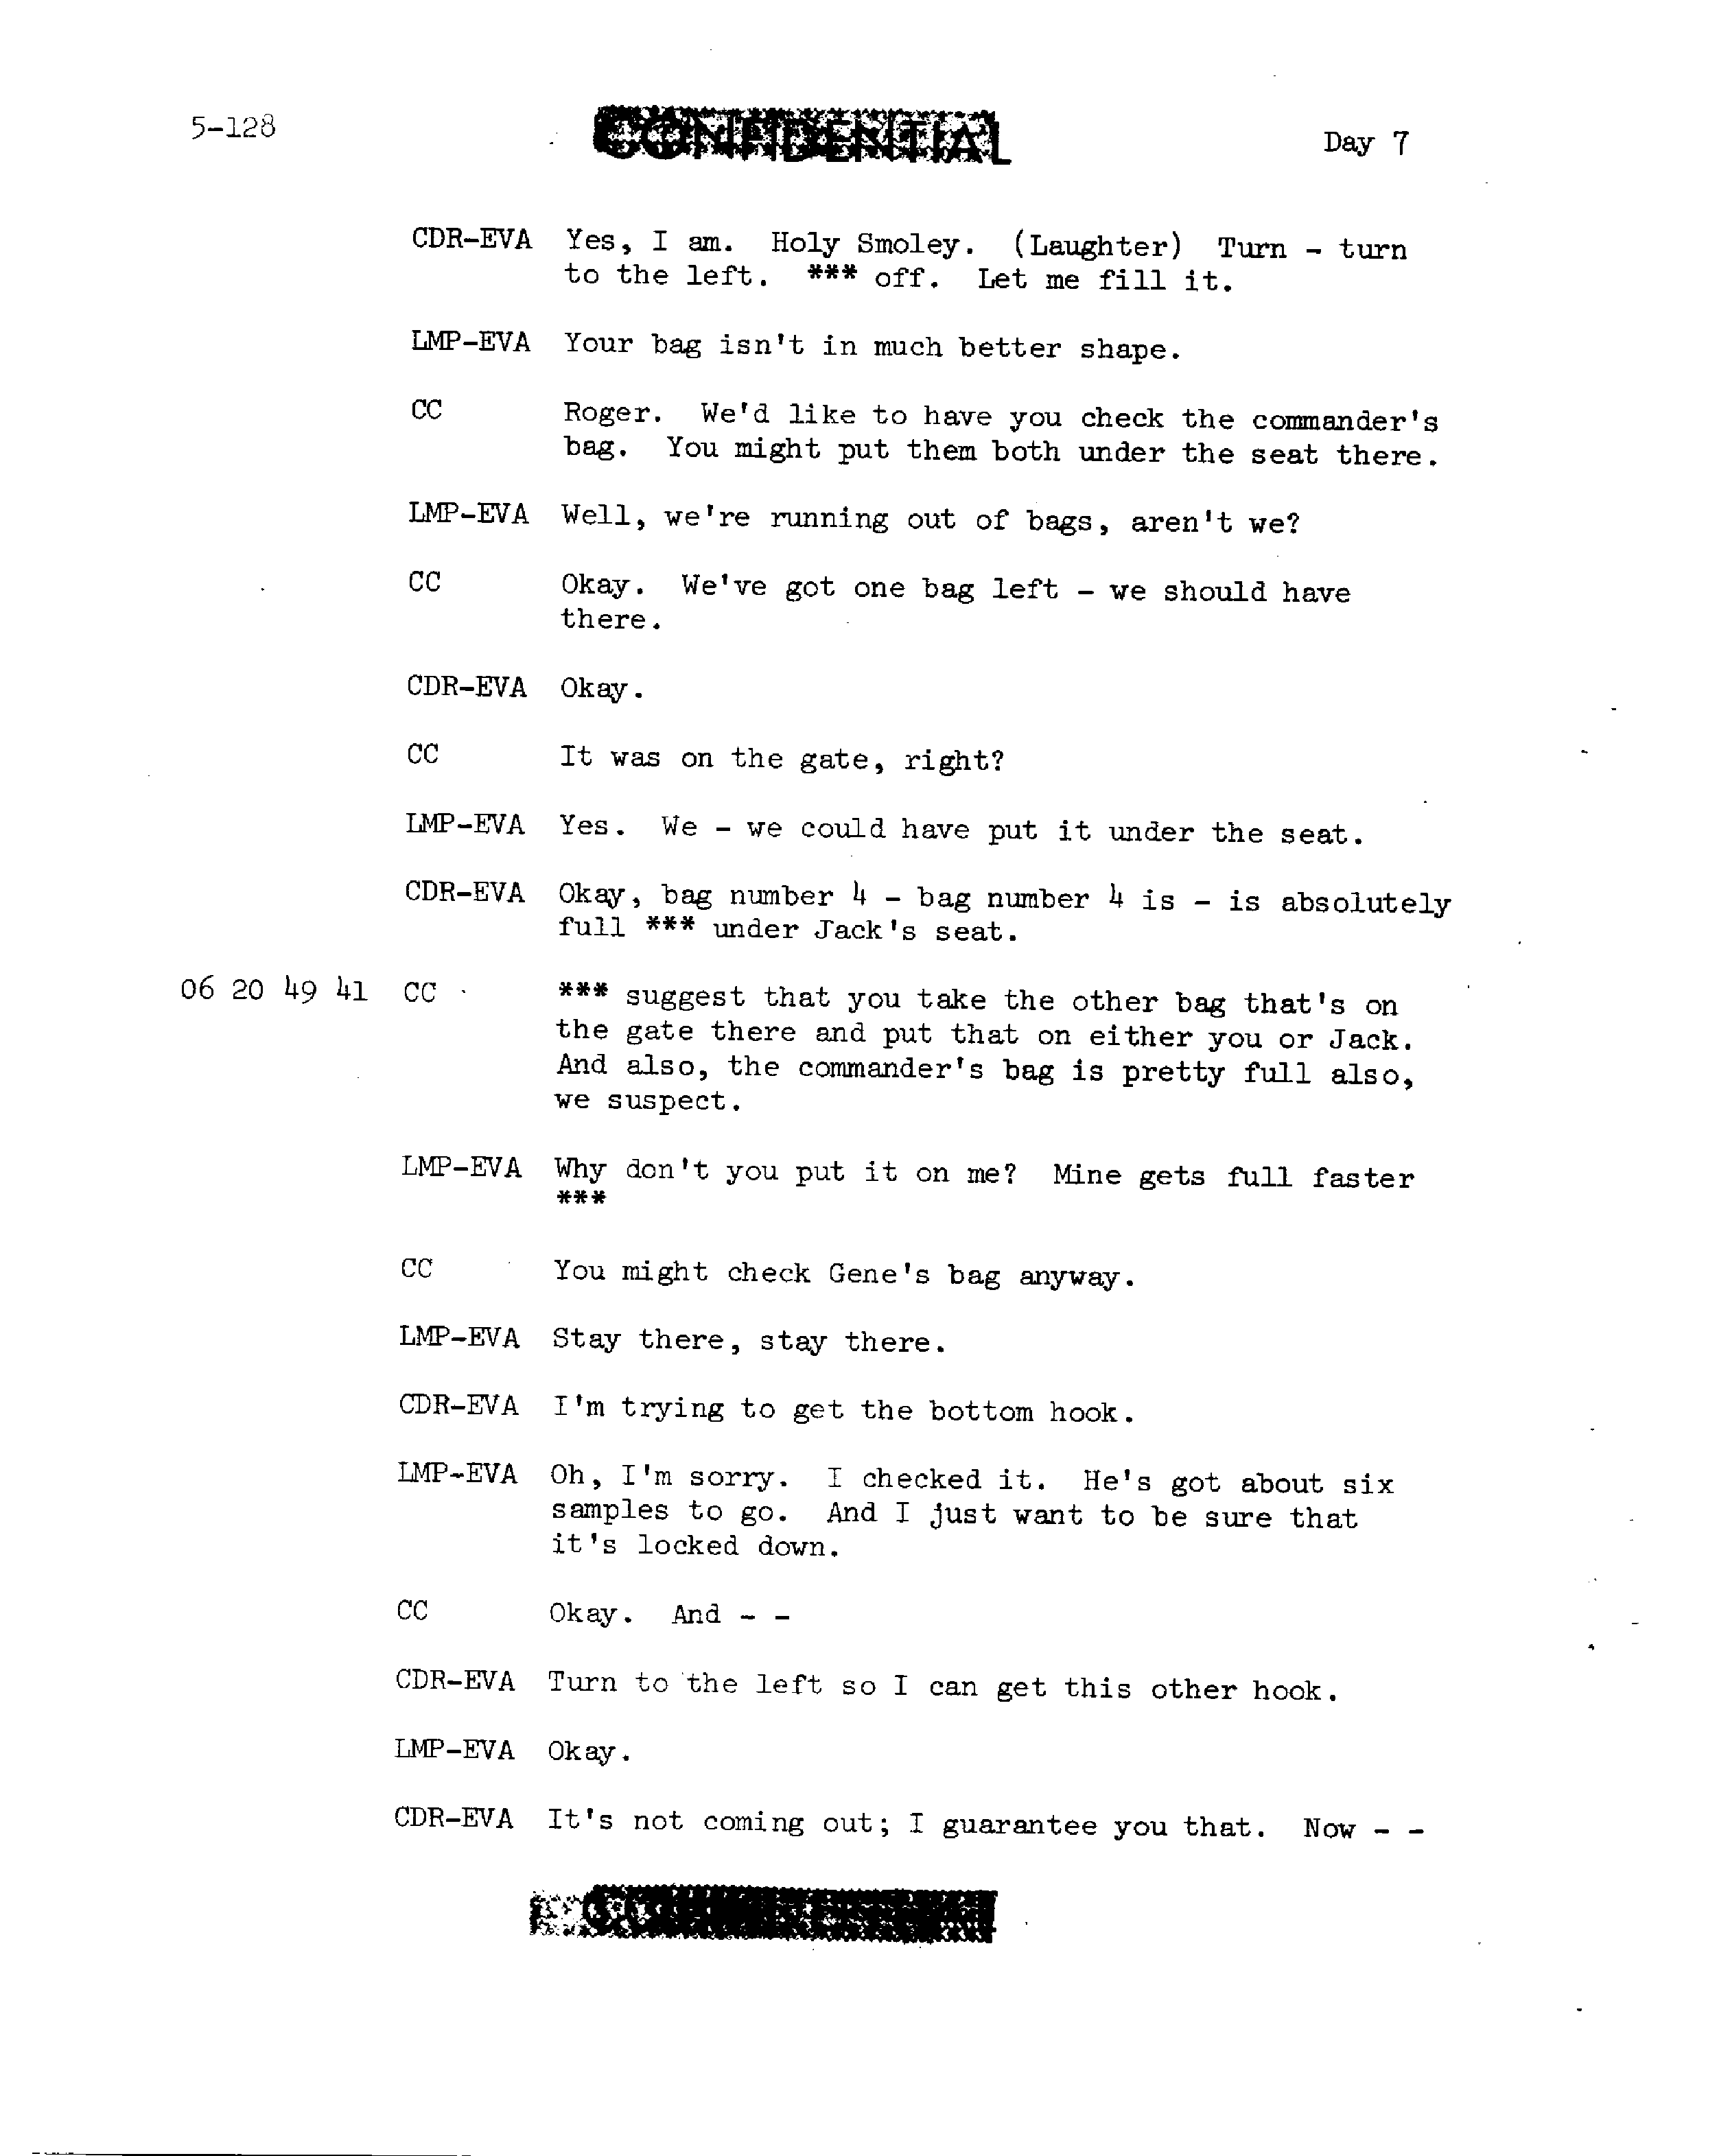 5-128
CONFIDENTIAL
Day 7
CDR-EVA Yes, I am. Holy Smoley. (Laughter) Turn - turn
to the left. *** off. Let me fill it.
LMP-EVA Your bag isn't in much better shape.
CC Roger. We'd like to have you check the commander's
bag. You might put them both under the seat there.
LMP-EVA Well, we're running out of bags, aren't we?
CC Okay. We've got one bag left - we should have
there.
CDR-EVA Okay.
CC It was on the gate, right?
LMP-EVA Yes. We - we could have put it under the seat.
CDR-EVA Okay, bag number 4 - bag number 4 is - is absolutely
full *** under Jack's seat.
06 20 49 41 CC *** suggest that you take the other bag that's on
the gate there and put that on either you or Jack.
And also, the commander's bag is pretty full also,
we suspect.
LMP-EVA Why don't you put it on me? Mine gets full faster
***
CC You might check Gene's bag anyway.
LMP-EVA Stay there, stay there.
CDR-EVA I'm trying to get the bottom hook.
LMP-EVA Oh, I'm sorry. I checked it. He's got about six
samples to go. And I just want to be sure that
it's locked down.
CC Okay. And - -
CDR-EVA Turn to the left so I can get this other hook.
LMP-EVA Okay.
CDR-EVA It's not coming out; I guarantee you that. Now - -